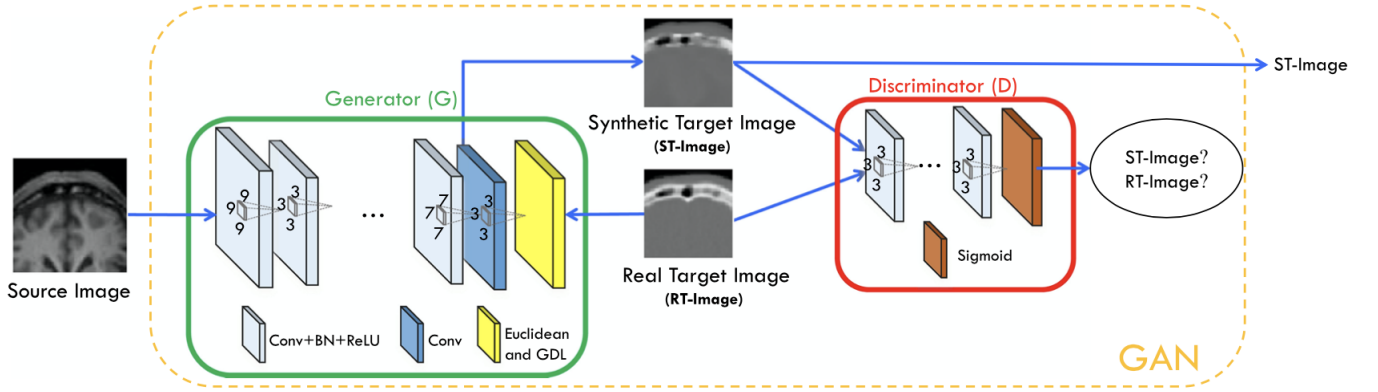 Source Image
Generator (G)
9
9
9
3
3
3
...
7
7
7
3
3
3
Conv+BN+ReLU
Conv
Euclidean
and GDL
Synthetic Target Image
(ST-Image)
Real Target Image
(RT-Image)
Discriminator (D)
3
3
3
...
3
3
3
Sigmoid
ST-Image?
RT-Image?
ST-Image
GAN